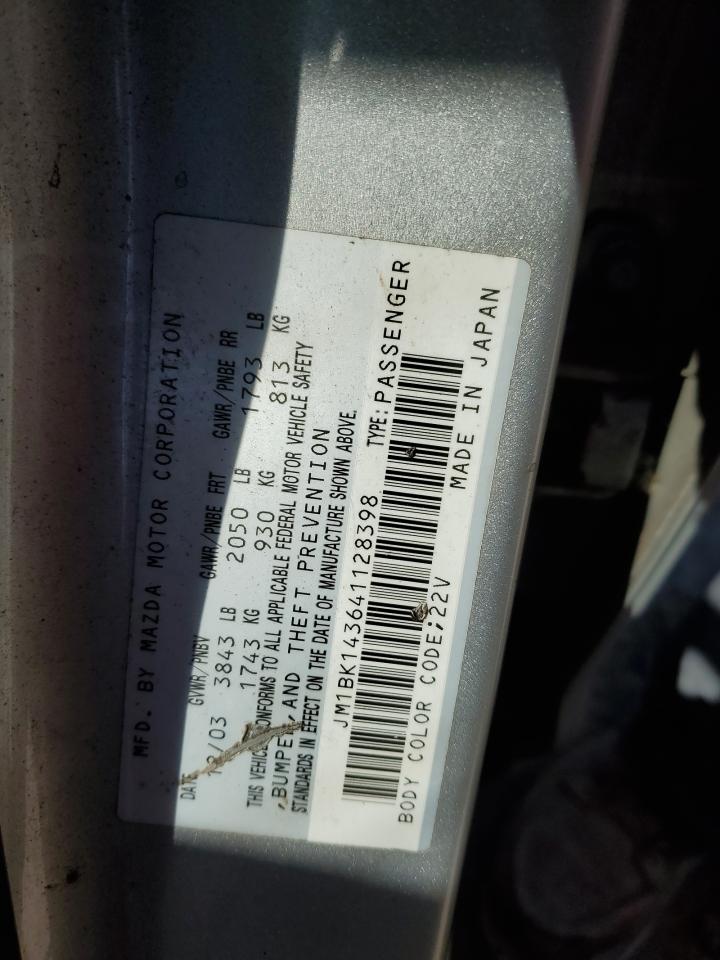 MFD. BY MAZDA MOTOR CORPORATION
DATE GVWR/PNBV GAWR/PNBE FRT GAWR/PNBE RR
/03 3843 LB 2050 LB 1793 LB
1743 KG 930 KG 813 KG
THIS CONFORMS TO ALL APPLICABLE FEDERAL MOTOR VEHICLE SAFETY
, AND THEFT PREVENTION
STANDARDS IN EFFECT ON THE DATE OF MANUFACTURE SHOWN ABOVE.
JM1BK143641128398 TYPE:PASSENGER
BODY COLOR CODE;22V MADE IN JAPAN